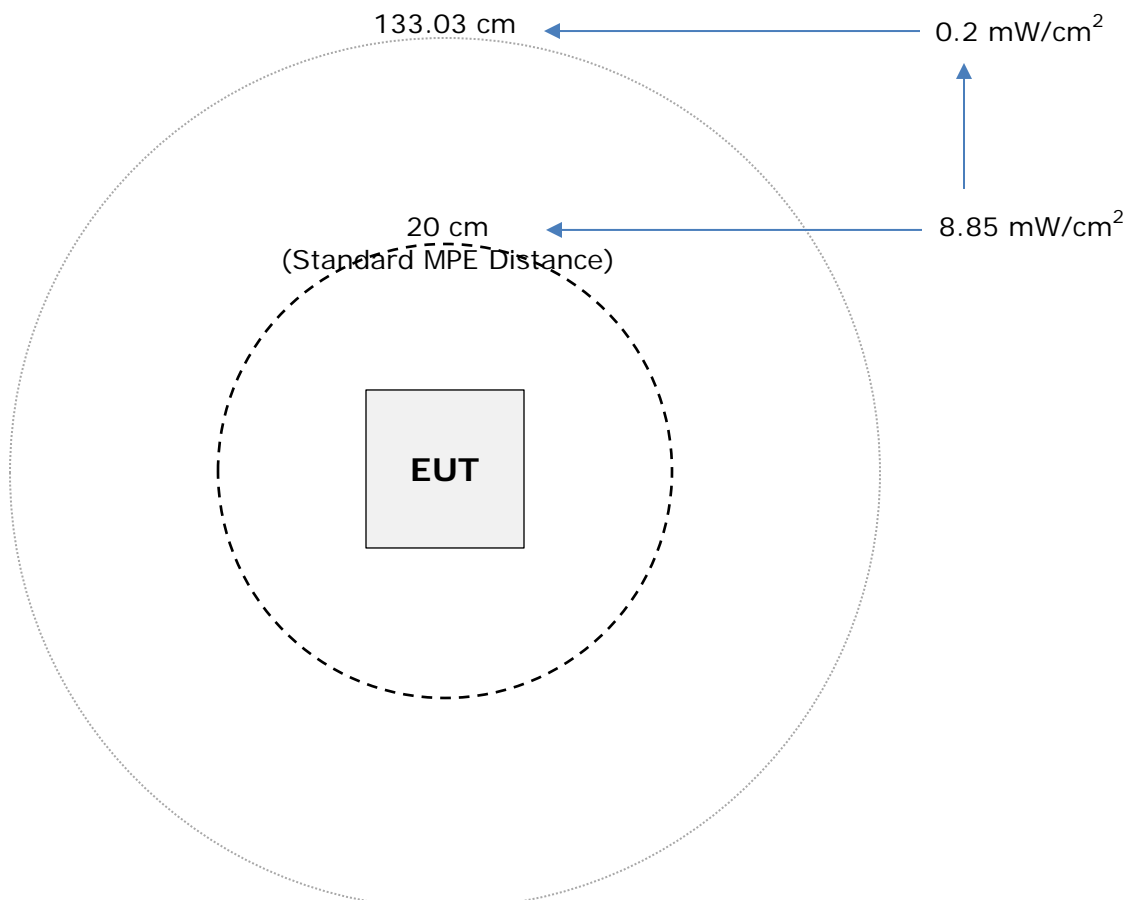 133.03 cm
0.2 mW/cm²
20 cm
8.85 mW/cm²
(Standard MPE Distance)
EUT